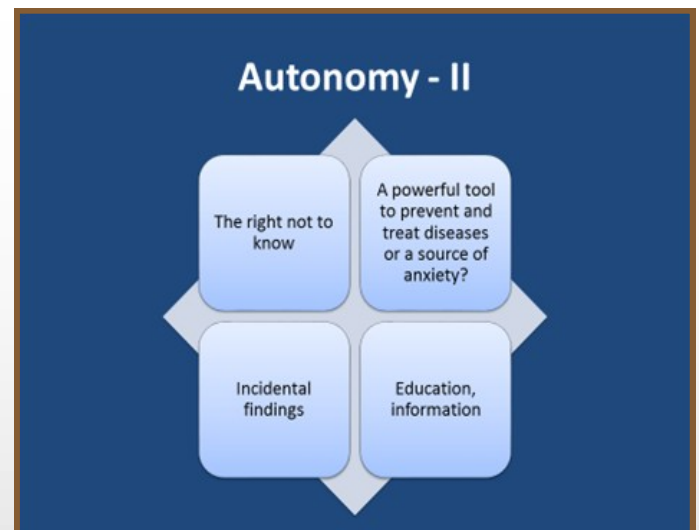 Autonomy - II
The right not to
know
A powerful tool
to prevent and
treat diseases
or a source of
anxiety?
Incidental
findings
Education,
information